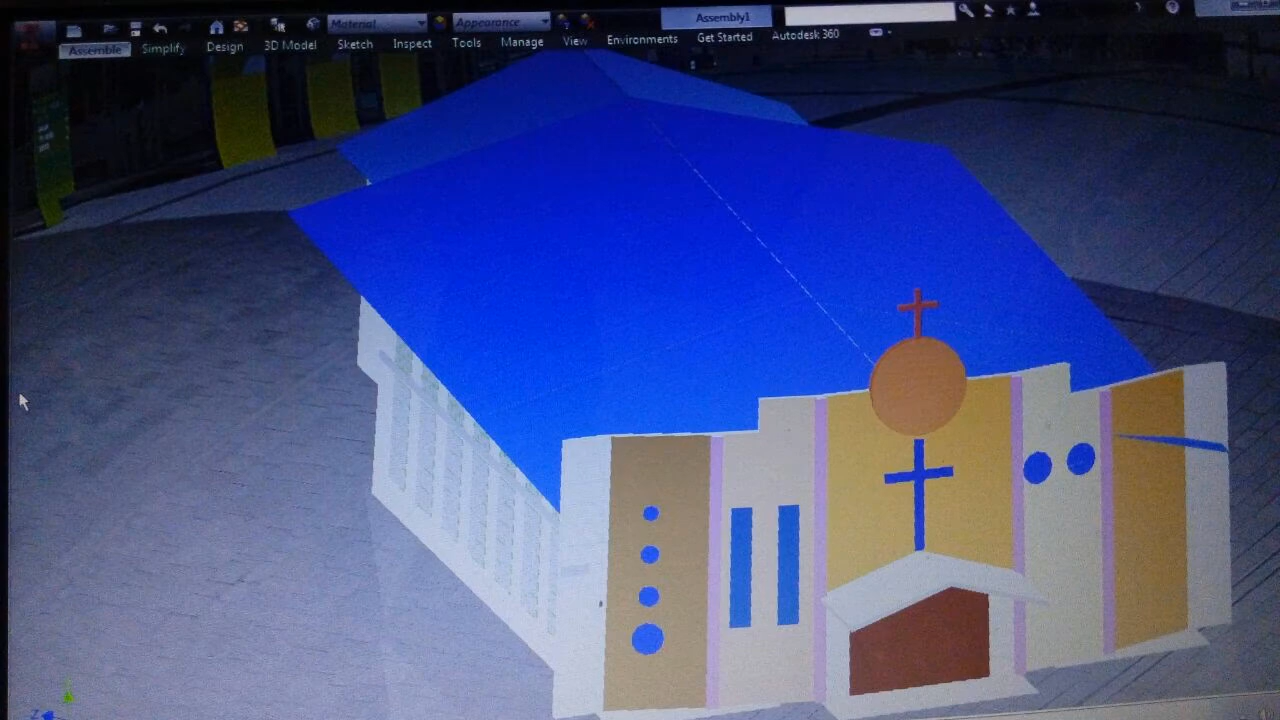 Material
Appearance
Assembly1
Assemble
Simplify
Design
3D Model
Sketch
Inspect
Tools
Manage
View
Environments
Get Started
Autodesk 360
Z